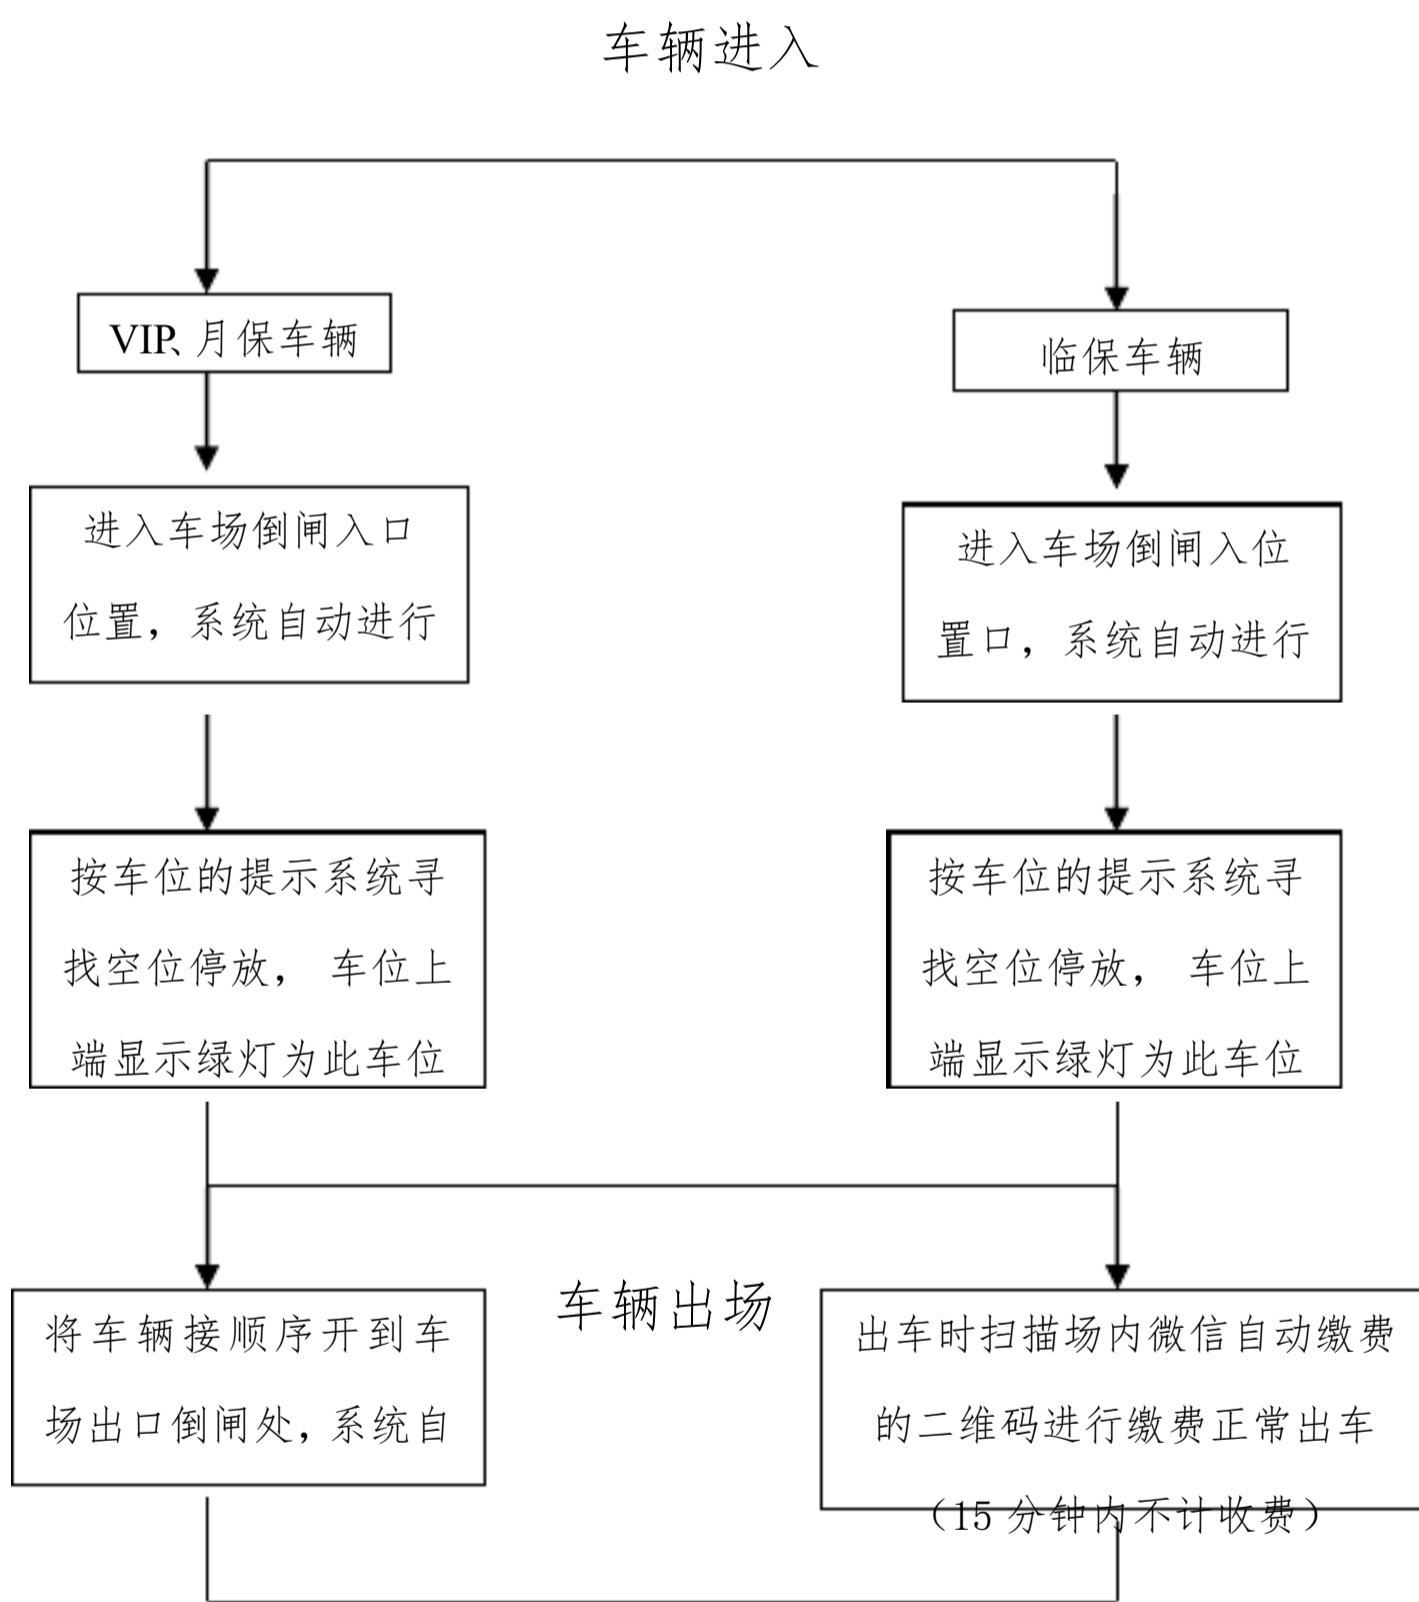 车辆进入
VIP、月保车辆
临保车辆
进入车场倒闸入口
位置，系统自动进行
进入车场倒闸入位
置口，系统自动进行
按车位的提示系统寻
找空位停放， 车位上
端显示绿灯为此车位
按车位的提示系统寻
找空位停放， 车位上
端显示绿灯为此车位
车辆出场
将车辆接顺序开到车
场出口倒闸处，系统自
出车时扫描场内微信自动缴费
的二维码进行缴费正常出车
（15 分钟内不计收费）